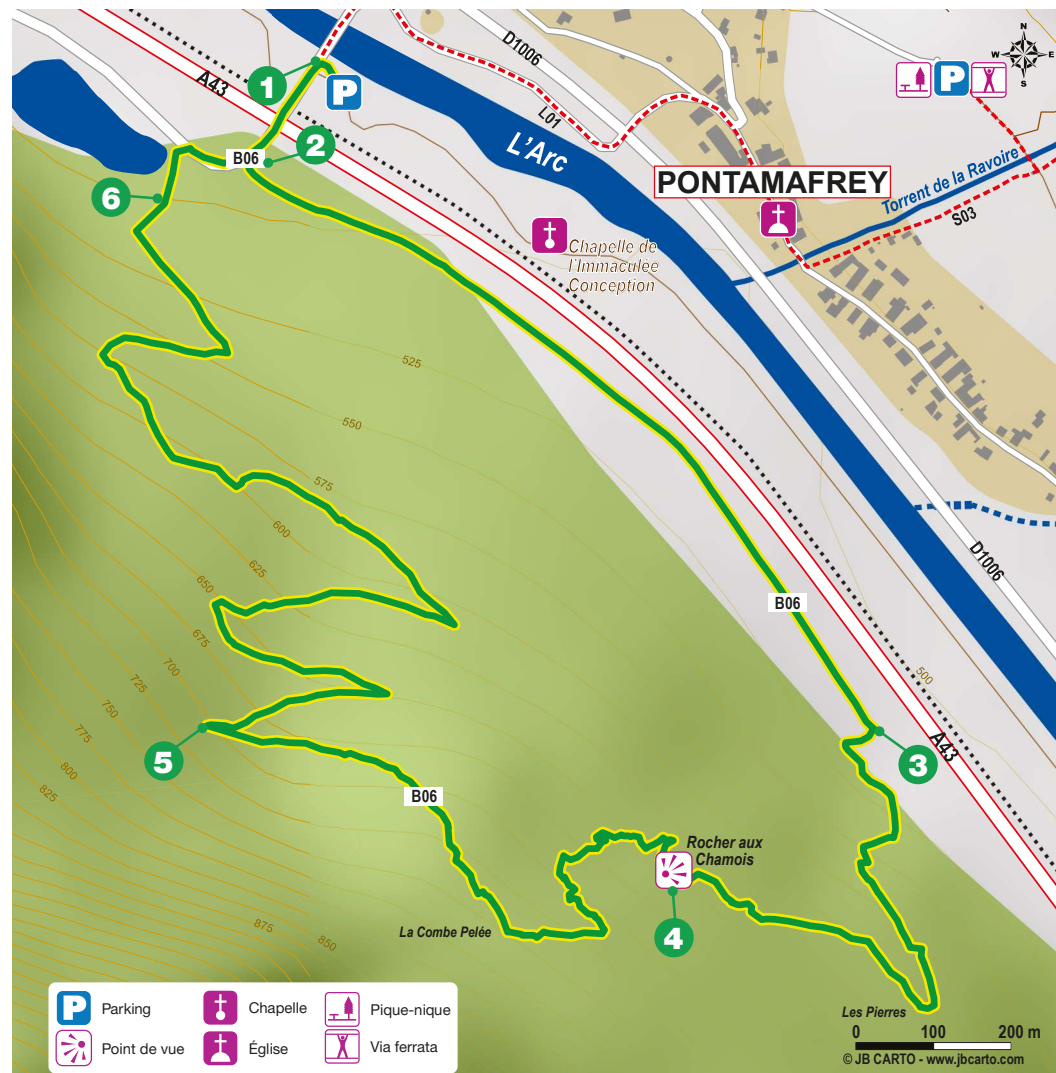 N
W
E
S
D1006
P
1
P
A43
L01
L'Arc
2
B06
PONTAMAFREY
Torrent de la Ravoire
S03
6
Chapelle de
l'Immaculée
Conception
525
550
575
600
625
650
675
700
725
750
775
800
825
850
875
500
D1006
B06
A43
3
5
B06
Rocher aux
Chamois
La Combe Pelée
4
Les Pierres
0 100 200 m
© JB CARTO - www.jbcarto.com
P Parking
Chapelle
Pique-nique
Point de vue
Église
Via ferrata